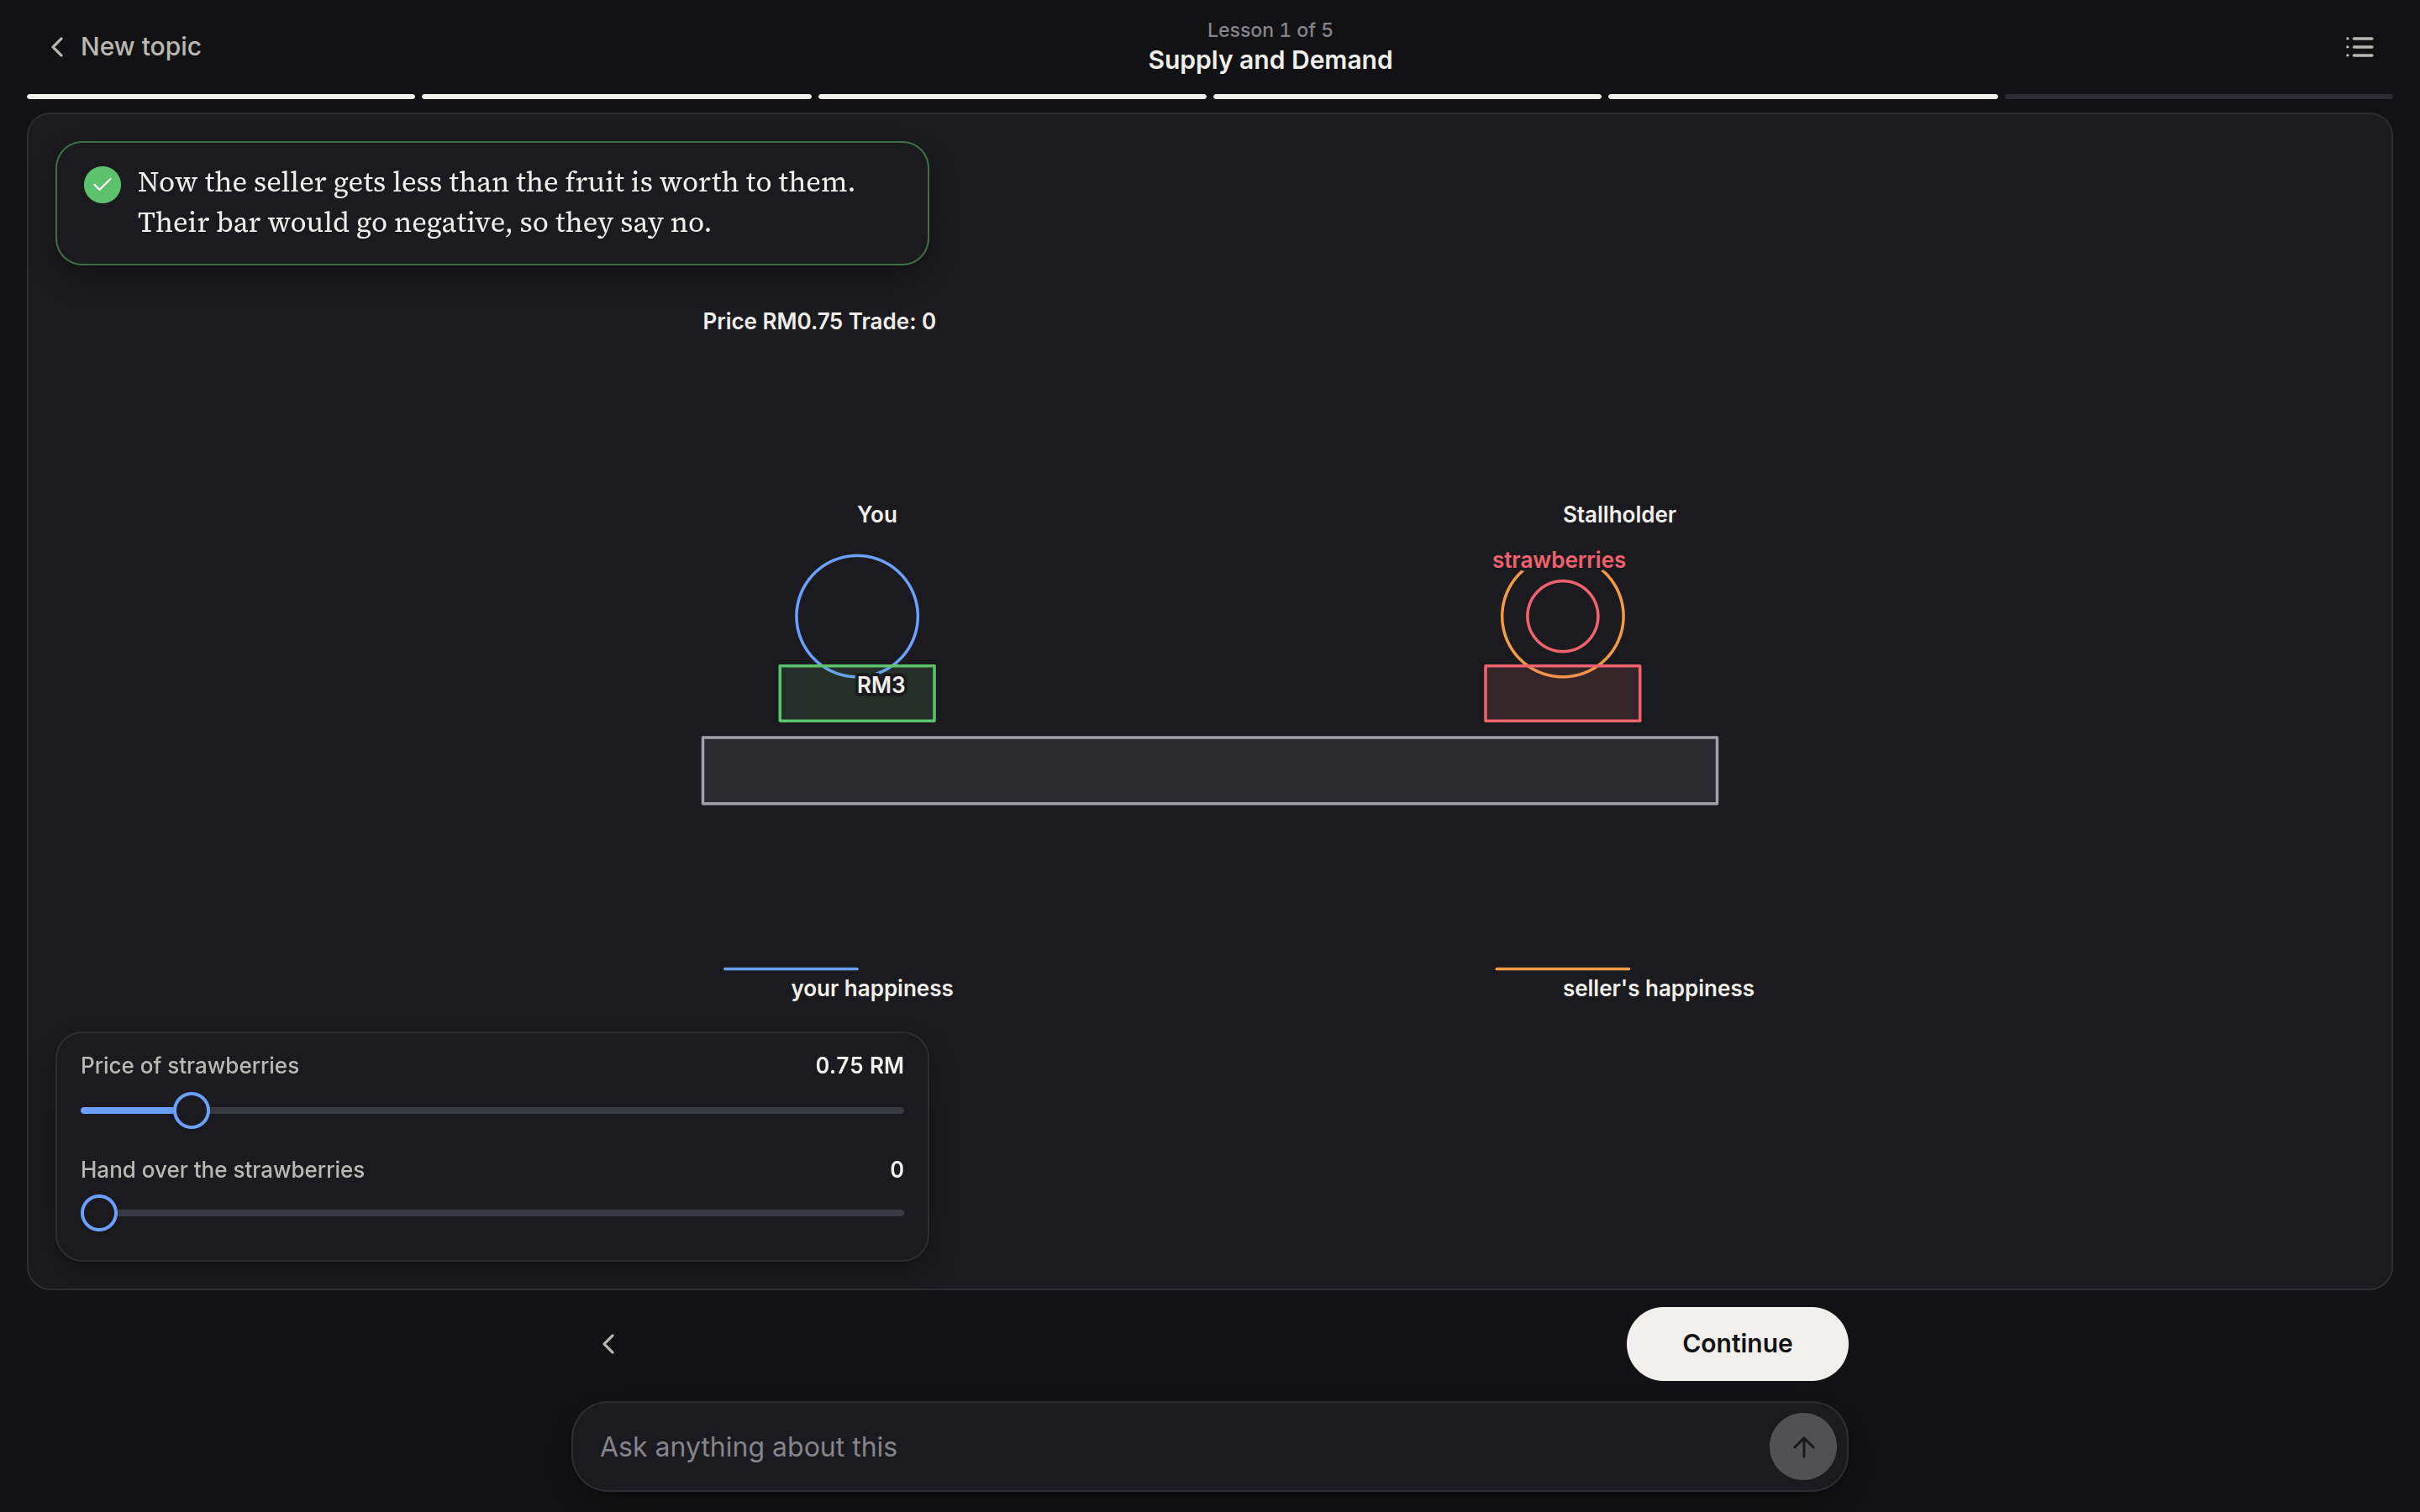 New topic
Lesson 1 of 5
Supply and Demand
Now the seller gets less than the fruit is worth to them.
Their bar would go negative, so they say no.
Price RM0.75 Trade: 0
You
Stallholder
strawberries
RM3
your happiness
seller's happiness
Price of strawberries
0.75 RM
Hand over the strawberries
0
Continue
Ask anything about this